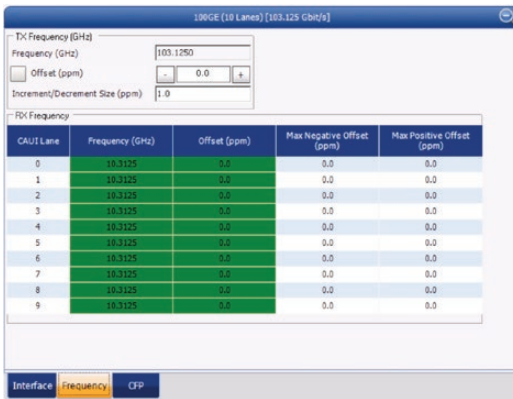 100GE (10 Lanes) [103.125 Gbit/s]
TX Frequency (GHz)
Frequency (GHz) 103.1250
Offset (ppm) - 0.0 +
Increment/Decrement Size (ppm) 1.0
RX Frequency
CAUI Lane Frequency (GHz) Offset (ppm) Max Negative Offset (ppm) Max Positive Offset (ppm)
0 10.3125 0.0 0.0 0.0
1 10.3125 0.0 0.0 0.0
2 10.3125 0.0 0.0 0.0
3 10.3125 0.0 0.0 0.0
4 10.3125 0.0 0.0 0.0
5 10.3125 0.0 0.0 0.0
6 10.3125 0.0 0.0 0.0
7 10.3125 0.0 0.0 0.0
8 10.3125 0.0 0.0 0.0
9 10.3125 0.0 0.0 0.0
Interface Frequency CFP